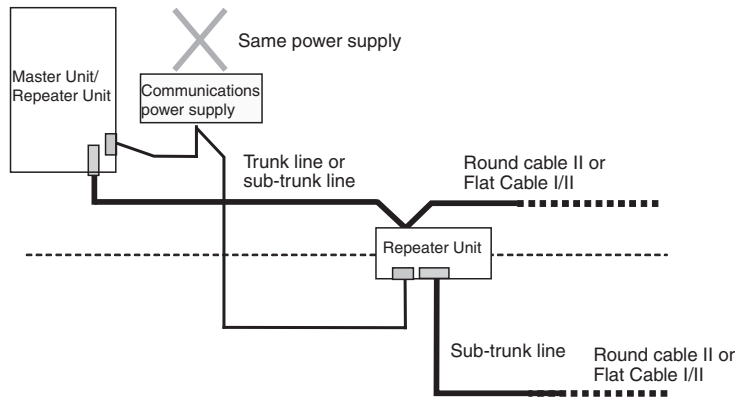 Same power supply
Master Unit/
Repeater Unit
Communications
power supply
Trunk line or
sub-trunk line
Round cable II or
Flat Cable I/II
Repeater Unit
Sub-trunk line
Round cable II or
Flat Cable I/II